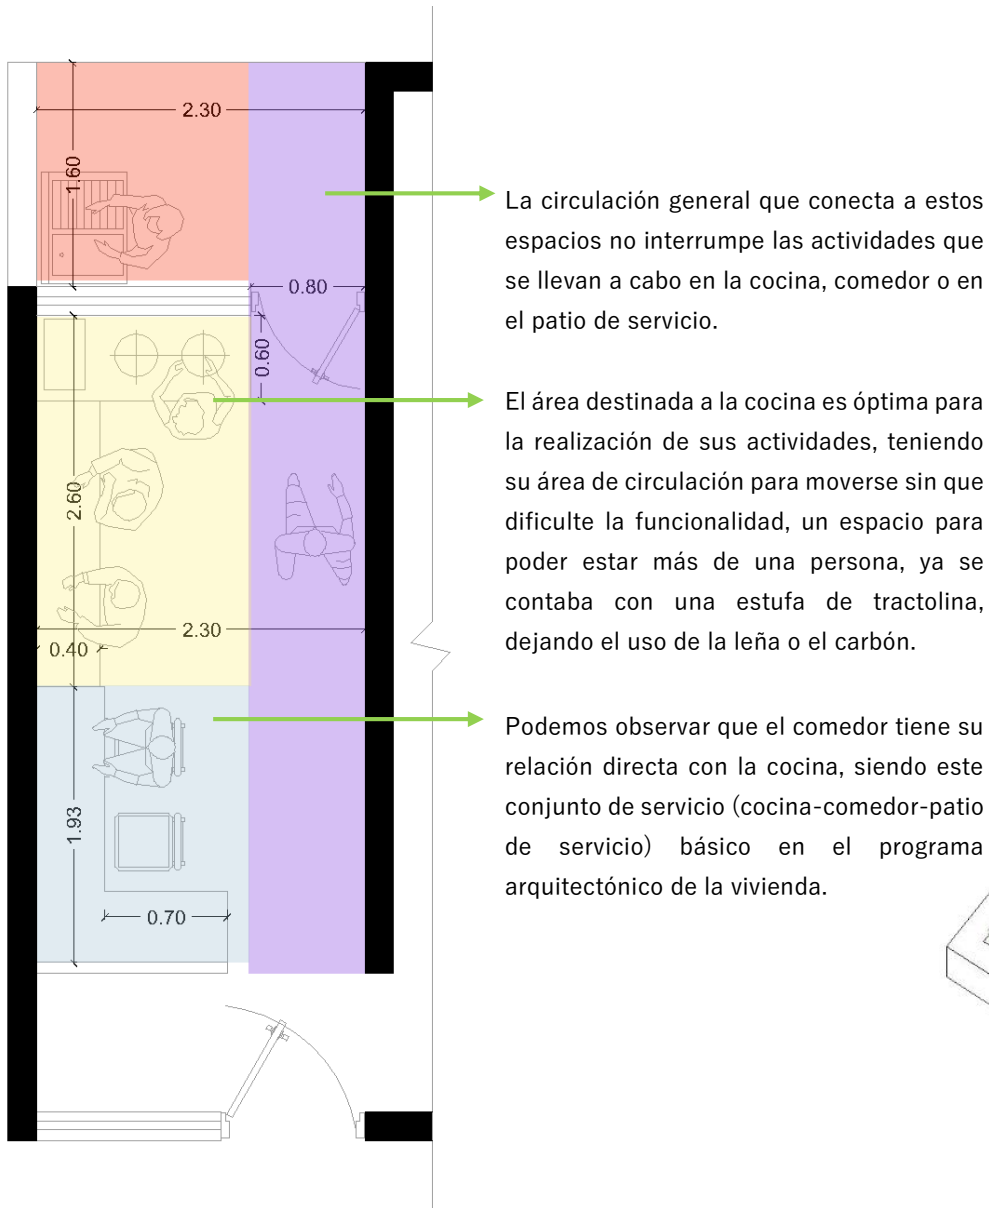 2.30
1.60
0.80
0.60
2.60
2.30
0.40
1.93
0.70
La circulación general que conecta a estos
espacios no interrumpe las actividades que
se llevan a cabo en la cocina, comedor o en
el patio de servicio.
El área destinada a la cocina es óptima para
la realización de sus actividades, teniendo
su área de circulación para moverse sin que
dificulte la funcionalidad, un espacio para
poder estar más de una persona, ya se
contaba con una estufa de tractolina,
dejando el uso de la leña o el carbón.
Podemos observar que el comedor tiene su
relación directa con la cocina, siendo este
conjunto de servicio (cocina-comedor-patio
de servicio) básico en el programa
arquitectónico de la vivienda.